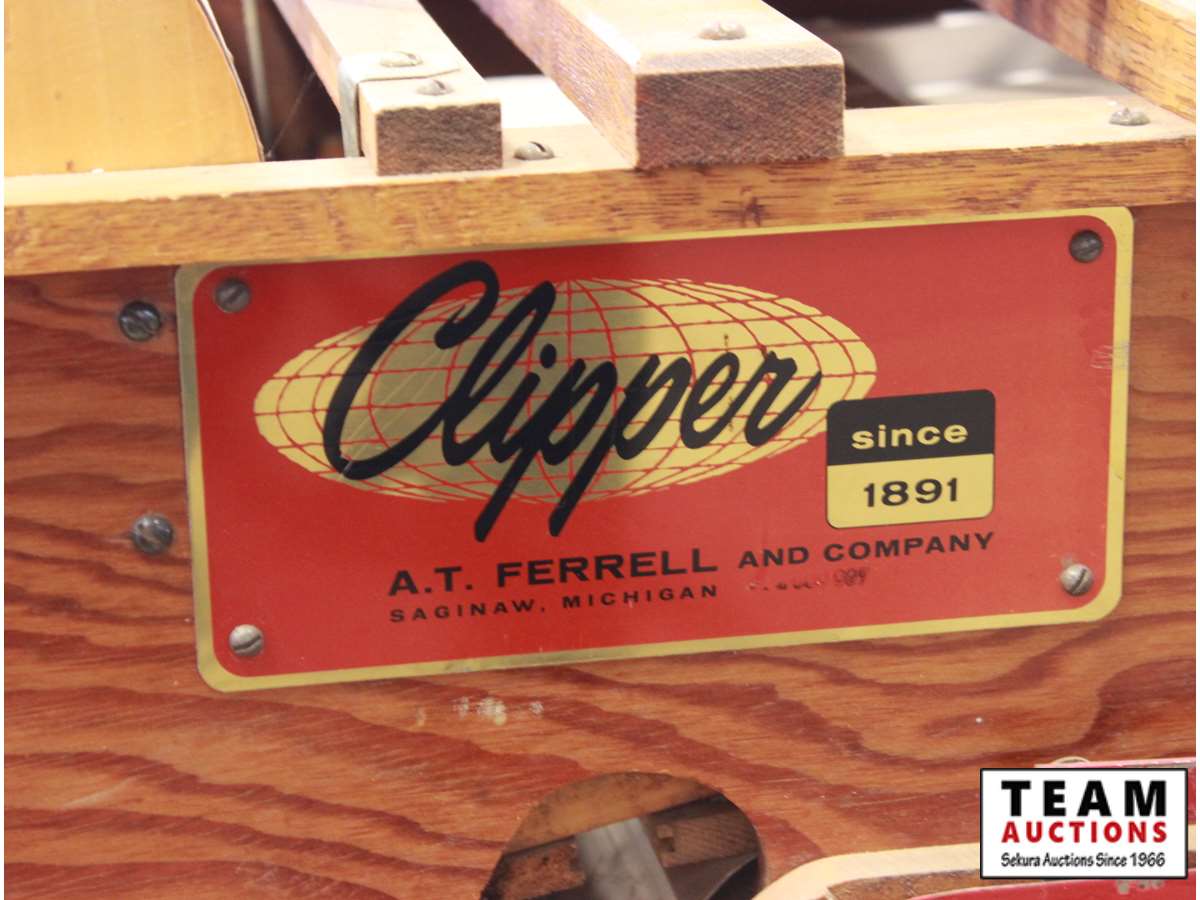 Clipper
since
1891
A.T. FERRELL AND COMPANY
SAGINAW, MICHIGAN
TEAM
AUCTIONS
Sekura Auctions Since 1966